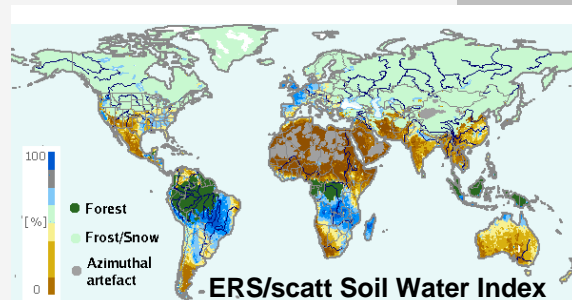 100
[%]
0
Forest
Frost/Snow
Azimuthal
artefact
ERS/scatt Soil Water Index